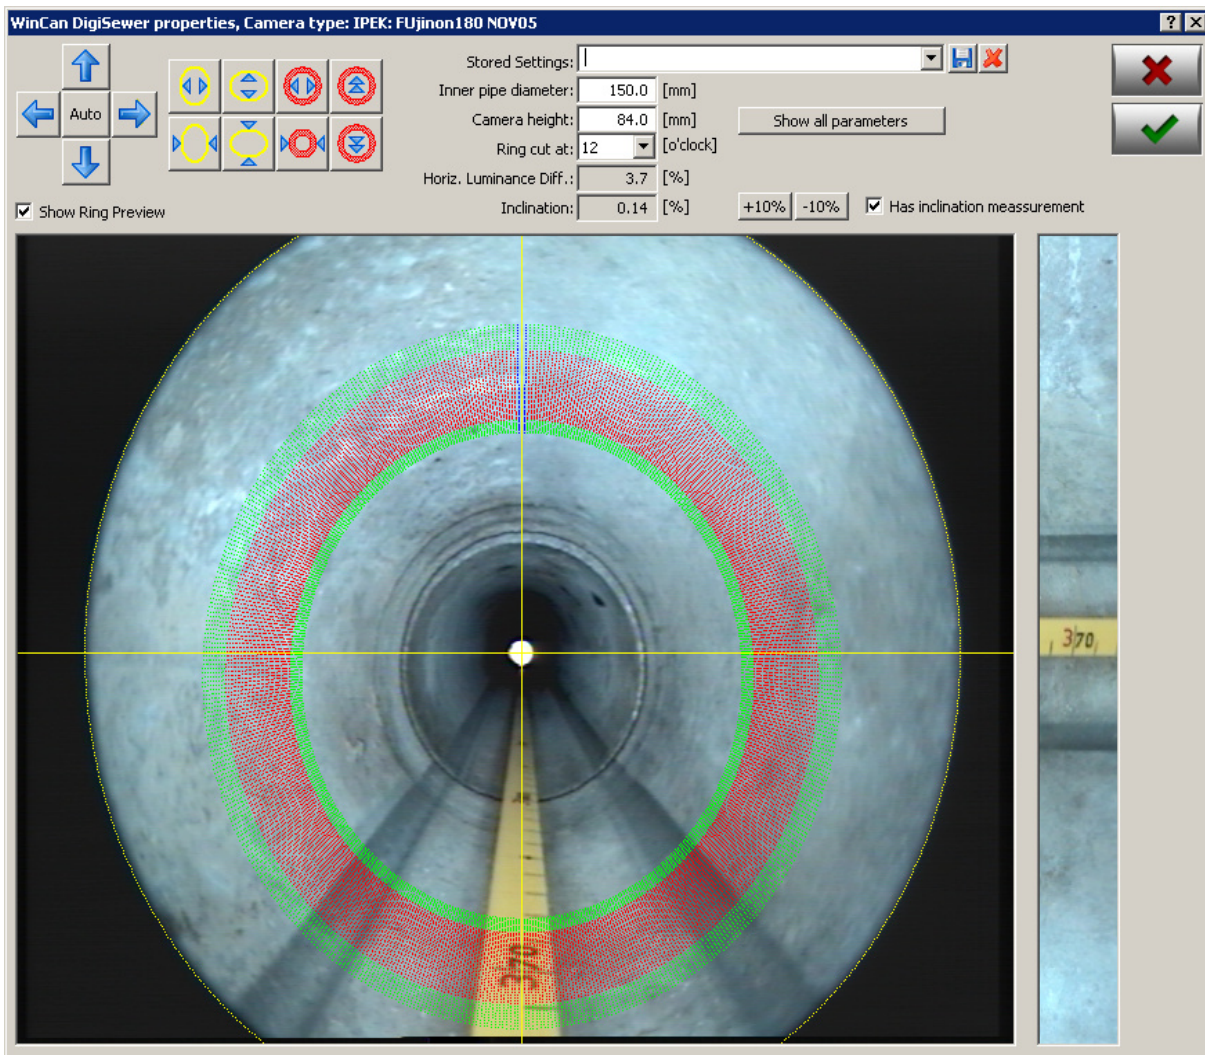 WinCan DigiSewer properties, Camera type: IPEK: FUjinon180 NOV05
Auto
Stored Settings:
Inner pipe diameter: 150.0 [mm]
Camera height: 84.0 [mm]
Show all parameters
Ring cut at: 12 [o'clock]
Horiz. Luminance Diff.: 3.7 [%]
Show Ring Preview
Inclination: 0.14 [%]
+10% -10%
Has inclination meassurement
370
370